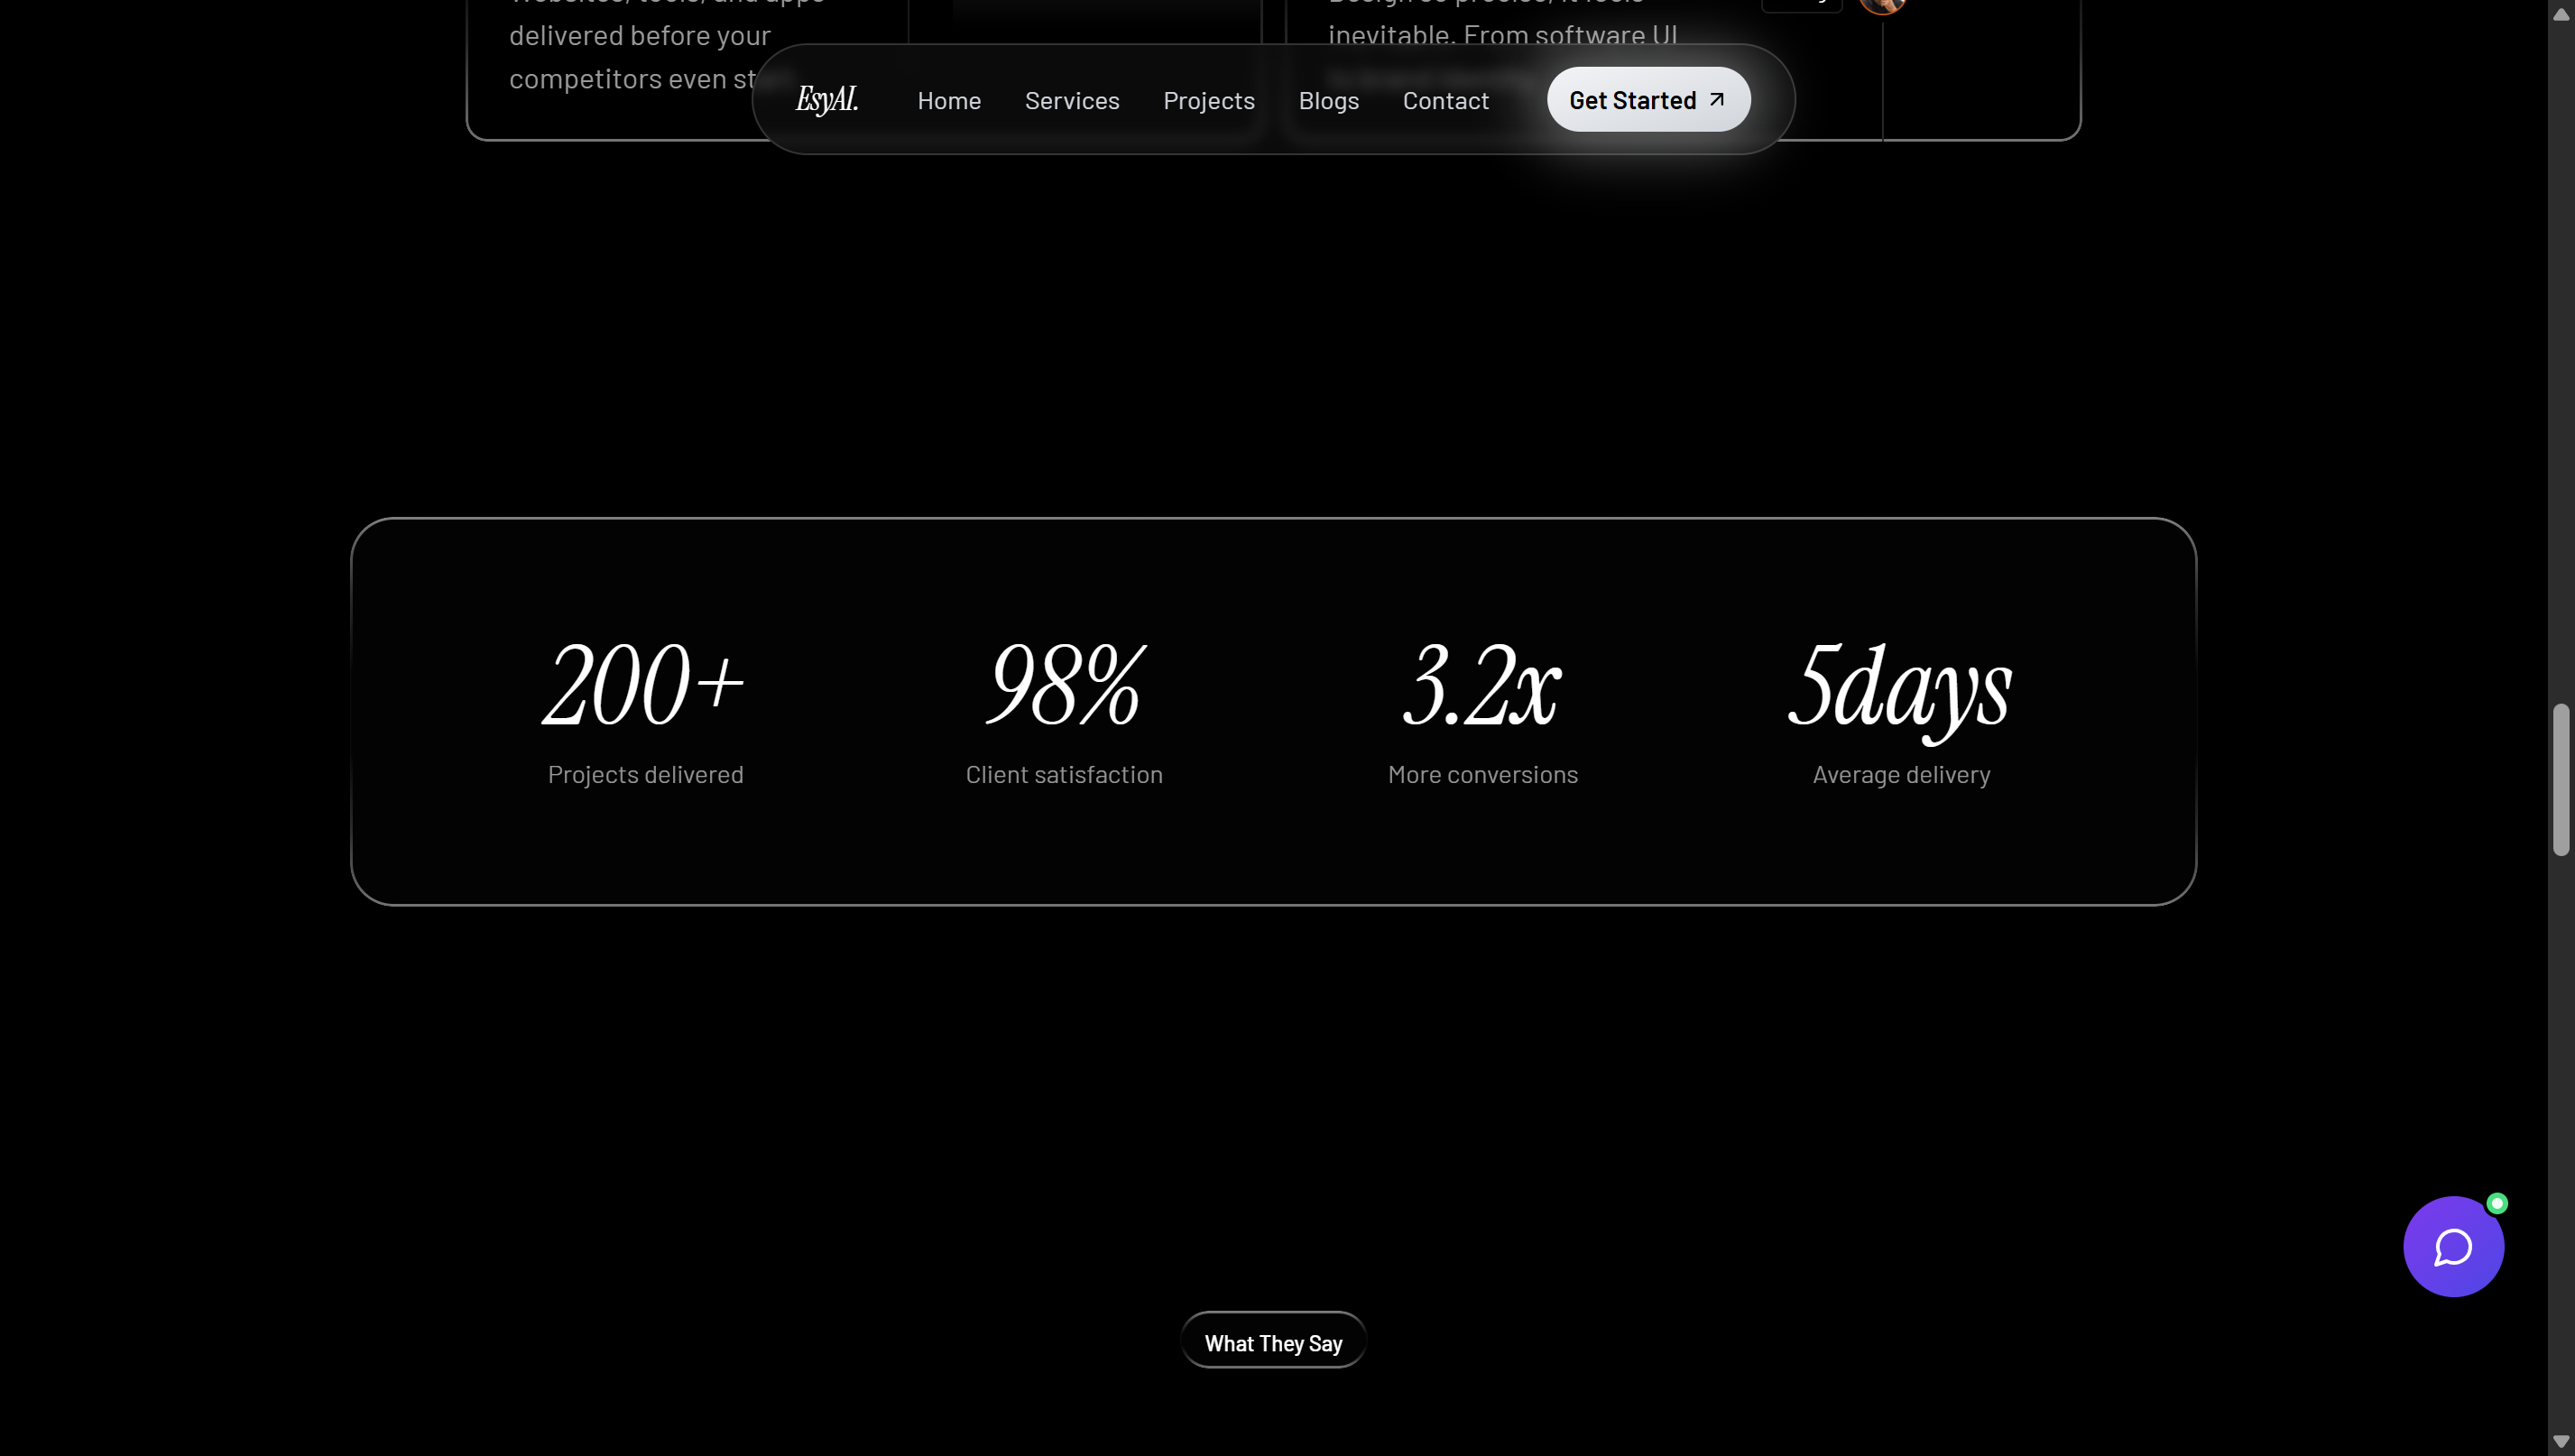 delivered before your
competitors even
inevitable. From software UI
EsyAI.
Home
Services
Projects
Blogs
Contact
Get Started
200+
98%
3.2x
5days
Projects delivered
Client satisfaction
More conversions
Average delivery
What They Say